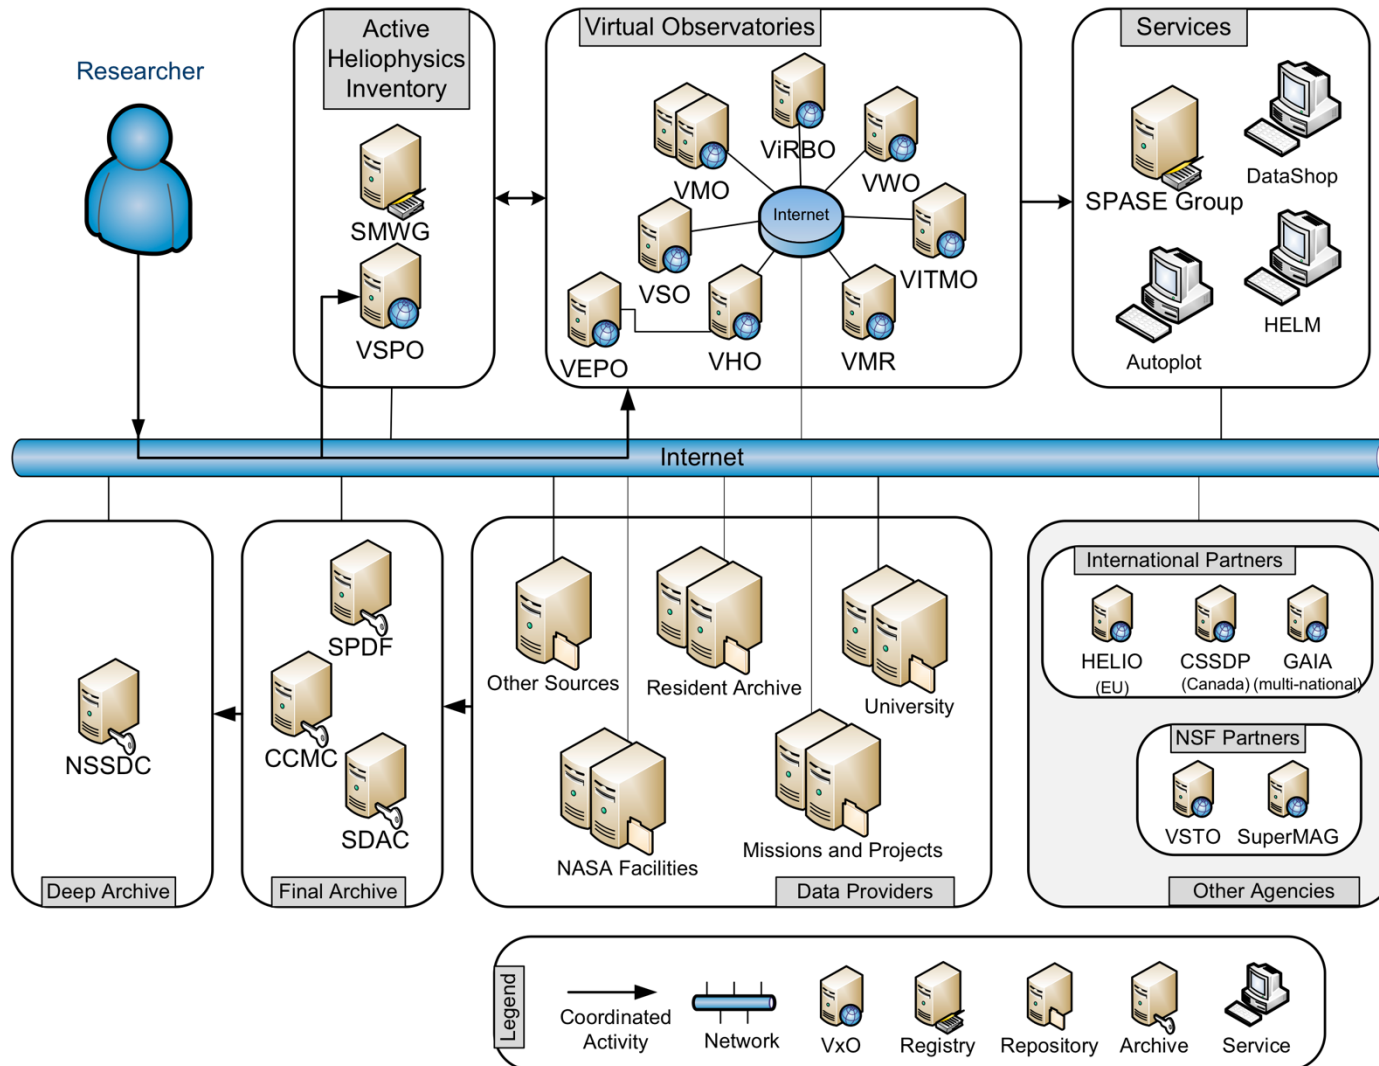 Researcher
Active
Heliophysics
Inventory
SMWG
VSPO
Virtual Observatories
ViRBO
VMO
VWO
Internet
VSO
VITMO
VEPO
VHO
VMR
Services
DataShop
SPASE Group
HELM
Autoplot
Internet
NSSDC
Deep Archive
SPDF
CCMC
SDAC
Final Archive
Other Sources
Resident Archive
University
NASA Facilities
Missions and Projects
Data Providers
International Partners
HELIO
(EU)
CSSDP
(Canada)
GAIA
(multi-national)
NSF Partners
VSTO
SuperMAG
Other Agencies
Legend
Coordinated
Activity
Network
VxO
Registry
Repository
Archive
Service